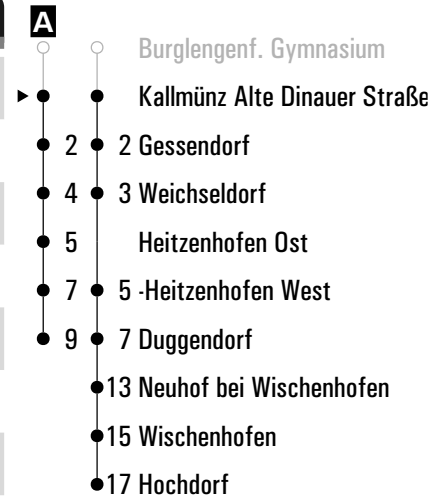 A
Burglengenf. Gymnasium
Kallmünz Alte Dinauer Straße
2 2 Gessendorf
4 3 Weichseldorf
5 Heitzenhofen Ost
7 5 -Heitzenhofen West
9 7 Duggendorf
13 Neuhof bei Wischenhofen
15 Wischenhofen
17 Hochdorf